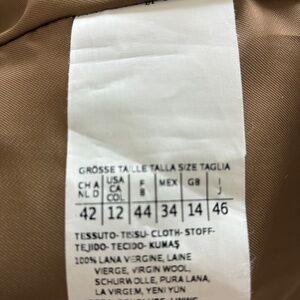 GRÖSSE TAILLE TALLA SIZE TAGLIA
CH A USA F MEX GB I
NL D CA B J
COL
42 12 44 34 14 46
TESSUTO-TISSU-CLOTH-STOFF-
TEJIDO-TECIDO-KUMAŞ
100% LANA VERGINE, LAINE
VIERGE, VIRGIN WOOL,
SCHURWOLLE, PURA LANA,
LA VIRGEM, YENİ YÜN